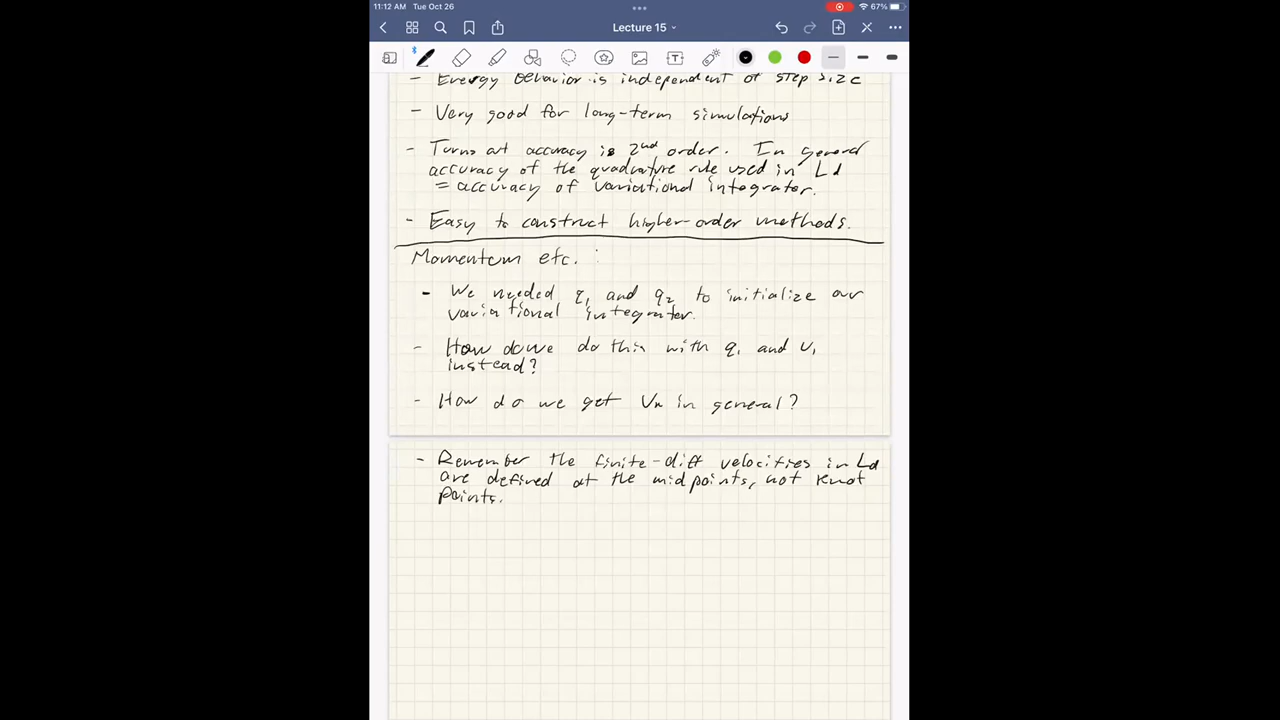 11:12 AM Tue Oct 26
67%
Lecture 15
- Energy behavior is independent of step size
- Very good for long-term simulations
- Turns out accuracy is 2nd order. In general
accuracy of the quadrature rule used in Ld
= accuracy of variational integrator.
- Easy to construct higher-order methods.
Momentum etc. :
- We needed q1 and q2 to initialize our
variational integrator.
- How do we do this with q1 and v1
instead?
- How do we get Vn in general?
- Remember the finite-diff velocities in Ld
are defined at the midpoints, not knot
points.